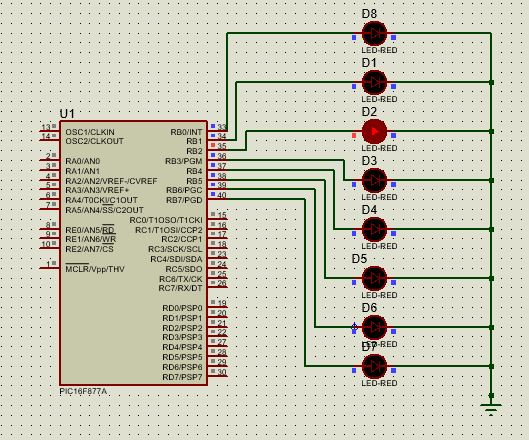 D8
LED-RED
D1
LED-RED
D2
LED-RED
D3
LED-RED
D4
LED-RED
D5
LED-RED
D6
LED-RED
D7
LED-RED
U1
13 OSC1/CLKIN RB0/INT 33
14 OSC2/CLKOUT RB1 34
RB2 35
2 RA0/AN0 RB3/PGM 36
3 RA1/AN1 RB4 37
4 RA2/AN2/VREF-/CVREF RB5 38
5 RA3/AN3/VREF+ RB6/PGC 39
6 RA4/T0CKI/C1OUT RB7/PGD 40
7 RA5/AN4/SS/C2OUT
RC0/T1OSO/T1CKI 15
8 RE0/AN5/RD RC1/T1OSI/CCP2 16
9 RE1/AN6/WR RC2/CCP1 17
10 RE2/AN7/CS RC3/SCK/SCL 18
RC4/SDI/SDA 23
1 MCLR/Vpp/THV RC5/SDO 24
RC6/TX/CK 25
RC7/RX/DT 26
RD0/PSP0 19
RD1/PSP1 20
RD2/PSP2 21
RD3/PSP3 22
RD4/PSP4 27
RD5/PSP5 28
RD6/PSP6 29
RD7/PSP7 30
PIC16F877A